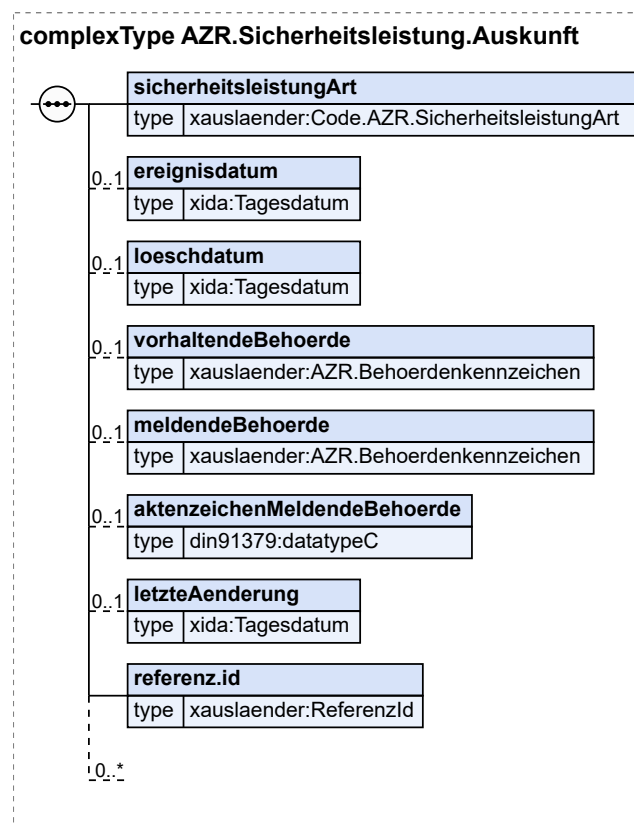 complexType AZR.Sicherheitsleistung.Auskunft
sicherheitsleistungArt
type xauslaender:Code.AZR.SicherheitsleistungArt
0..1 ereignisdatum
type xida:Tagesdatum
0..1 loeschdatum
type xida:Tagesdatum
0..1 vorhaltendeBehoerde
type xauslaender:AZR.Behoerdenkennzeichen
0..1 meldendeBehoerde
type xauslaender:AZR.Behoerdenkennzeichen
0..1 aktenzeichenMeldendeBehoerde
type din91379:datatypeC
0..1 letzteAenderung
type xida:Tagesdatum
referenz.id
type xauslaender:ReferenzId
0..*